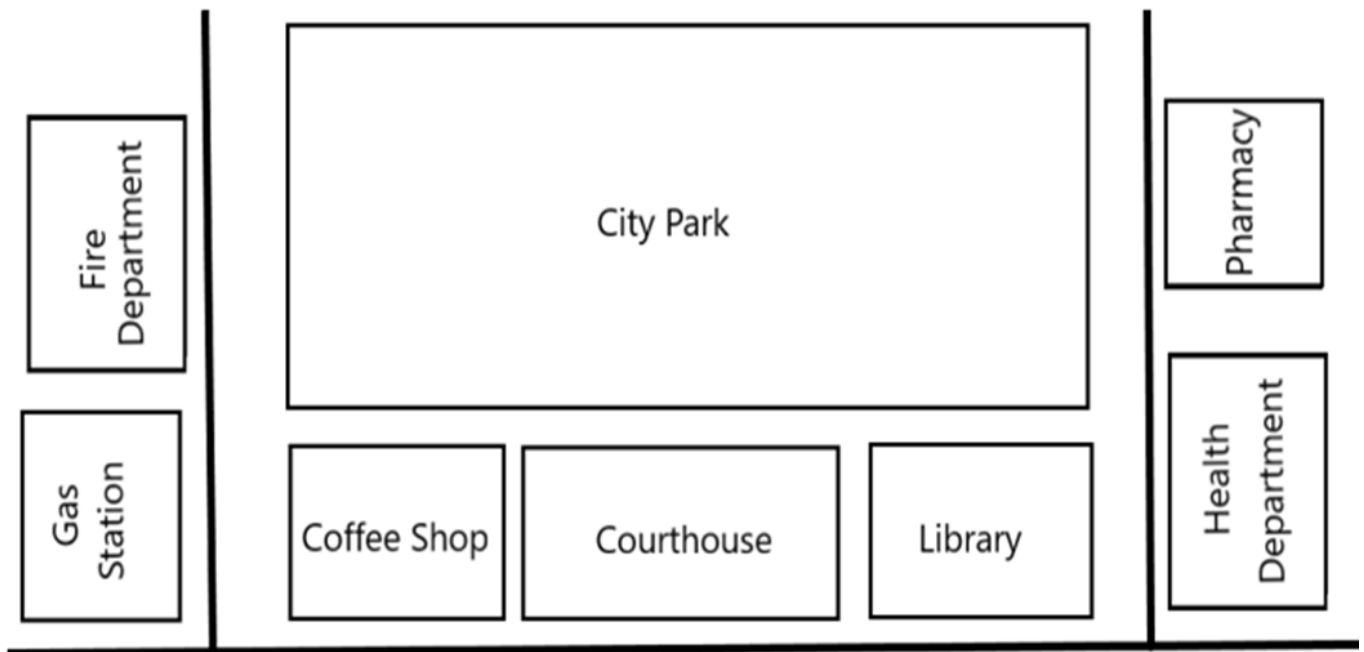 Fire
Department
City Park
Pharmacy
Gas
Station
Coffee Shop
Courthouse
Library
Health
Department